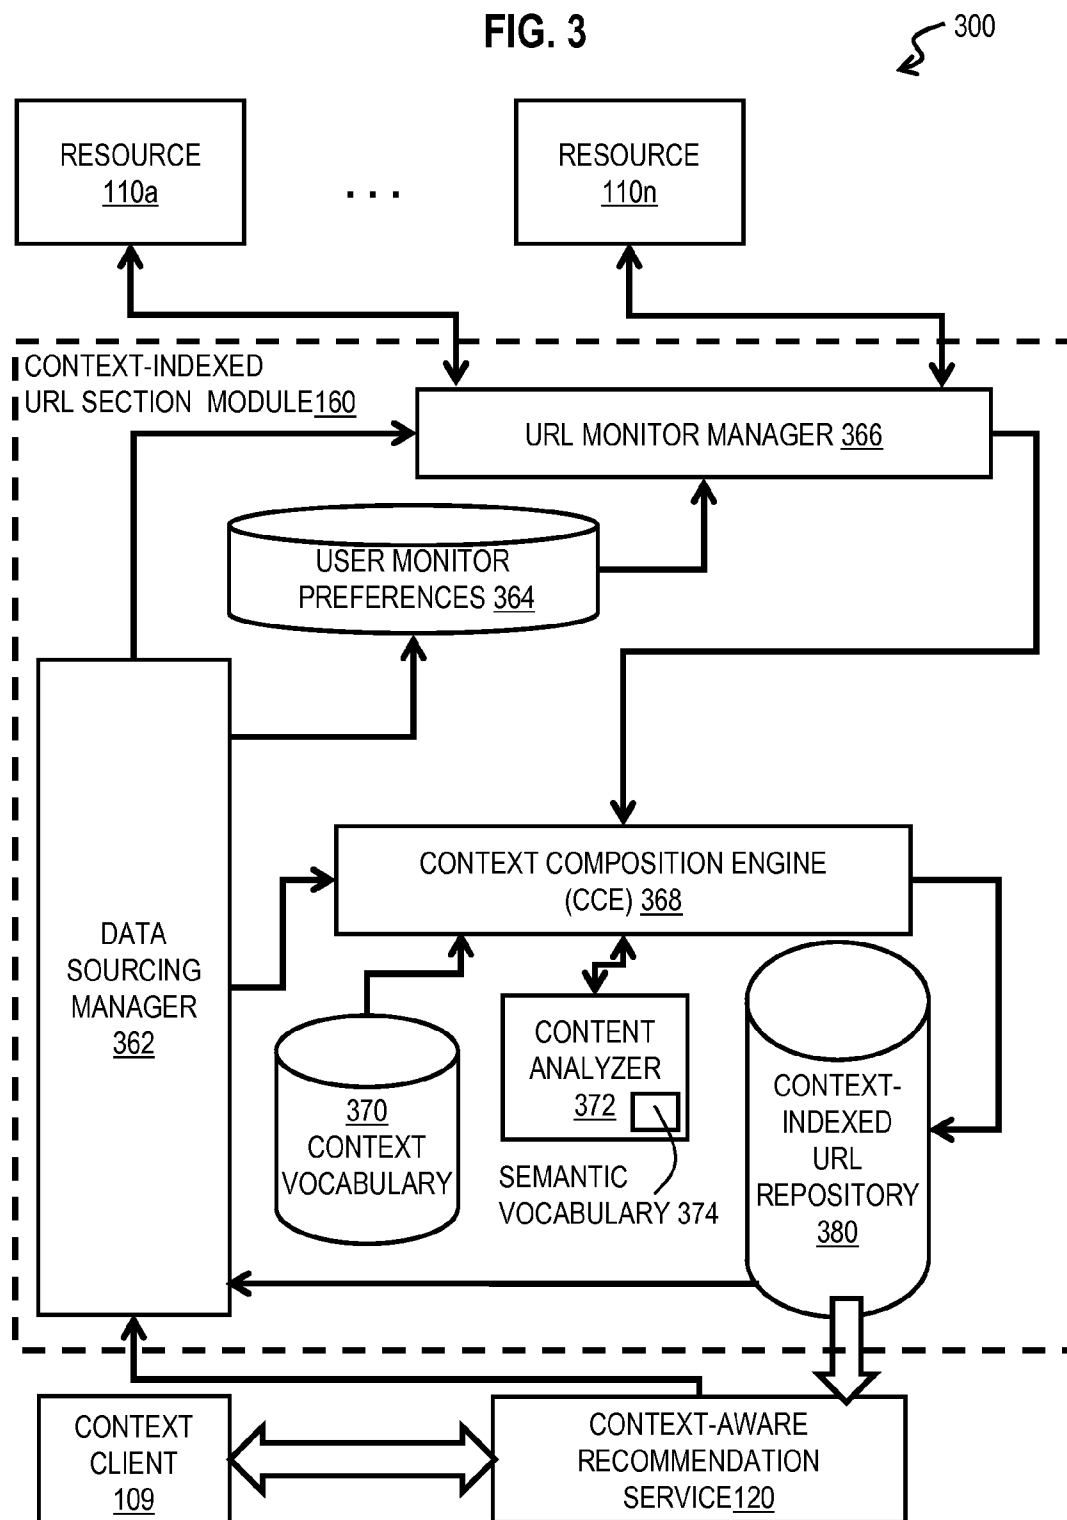 FIG. 3
300
RESOURCE
110a
. . .
RESOURCE
110n
CONTEXT-INDEXED
URL SECTION MODULE160
URL MONITOR MANAGER 366
USER MONITOR
PREFERENCES 364
CONTEXT COMPOSITION ENGINE
(CCE) 368
DATA
SOURCING
MANAGER
362
370
CONTEXT
VOCABULARY
CONTENT
ANALYZER
372
SEMANTIC
VOCABULARY 374
CONTEXT-
INDEXED
URL
REPOSITORY
380
CONTEXT
CLIENT
109
CONTEXT-AWARE
RECOMMENDATION
SERVICE120